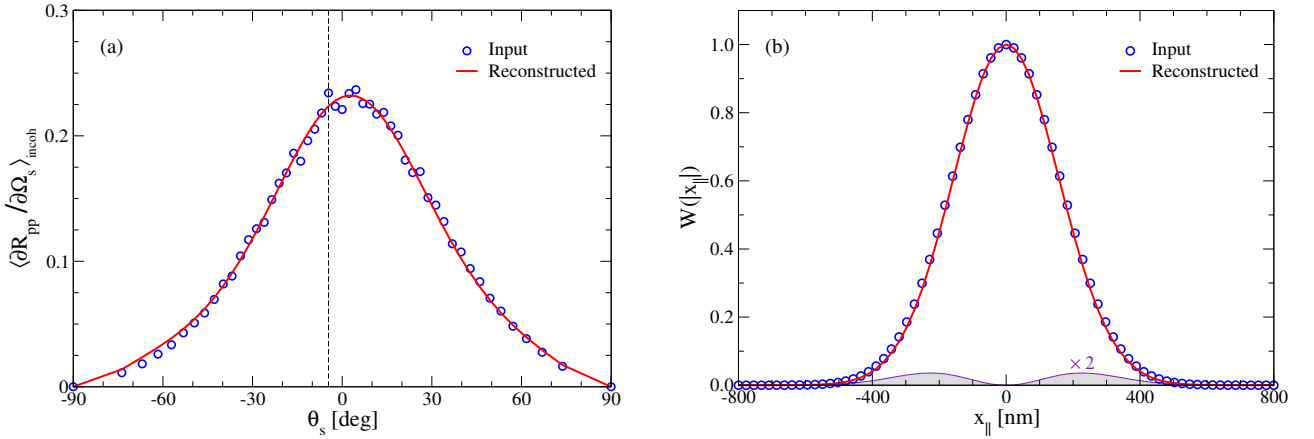 (a)
Input
Reconstructed
0.3
0.2
0.1
0
⟨∂R_pp /∂Ω_s⟩_incoh
-90
-60
-30
0
30
60
90
θ_s [deg]
(b)
Input
Reconstructed
1.0
0.8
0.6
0.4
0.2
0.0
W(|x_∥|)
× 2
-800
-400
0
400
800
x_∥ [nm]